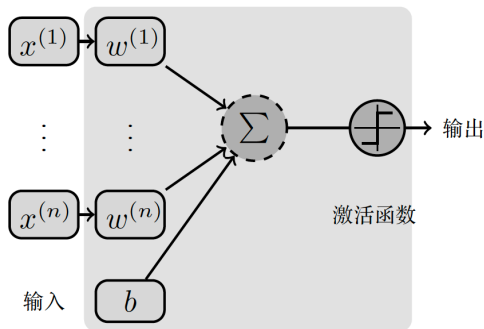 x^{(1)} w^{(1)}
Σ
输出
⋮ ⋮
x^{(n)} w^{(n)}
激活函数
输入 b